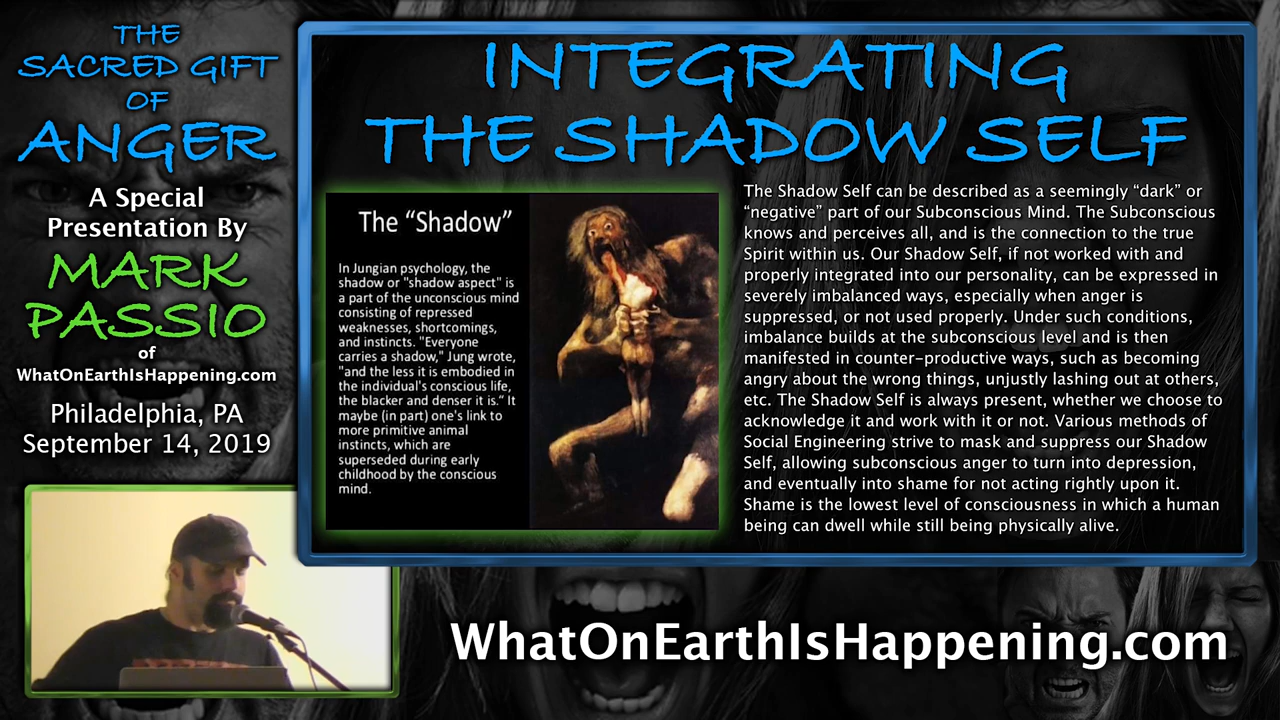 THE
SACRED GIFT
OF
ANGER
A Special
Presentation By
MARK
PASSIO
of
WhatOnEarthIsHappening.com
Philadelphia, PA
September 14, 2019
INTEGRATING
THE SHADOW SELF
The “Shadow”
In Jungian psychology, the
shadow or "shadow aspect" is
a part of the unconscious mind
consisting of repressed
weaknesses, shortcomings,
and instincts. "Everyone
carries a shadow," Jung wrote,
"and the less it is embodied in
the individual's conscious life,
the blacker and denser it is.“ It
maybe (in part) one's link to
more primitive animal
instincts, which are
superseded during early
childhood by the conscious
mind.
The Shadow Self can be described as a seemingly “dark” or
“negative” part of our Subconscious Mind. The Subconscious
knows and perceives all, and is the connection to the true
Spirit within us. Our Shadow Self, if not worked with and
properly integrated into our personality, can be expressed in
severely imbalanced ways, especially when anger is
suppressed, or not used properly. Under such conditions,
imbalance builds at the subconscious level and is then
manifested in counter-productive ways, such as becoming
angry about the wrong things, unjustly lashing out at others,
etc. The Shadow Self is always present, whether we choose to
acknowledge it and work with it or not. Various methods of
Social Engineering strive to mask and suppress our Shadow
Self, allowing subconscious anger to turn into depression,
and eventually into shame for not acting rightly upon it.
Shame is the lowest level of consciousness in which a human
being can dwell while still being physically alive.
WhatOnEarthIsHappening.com